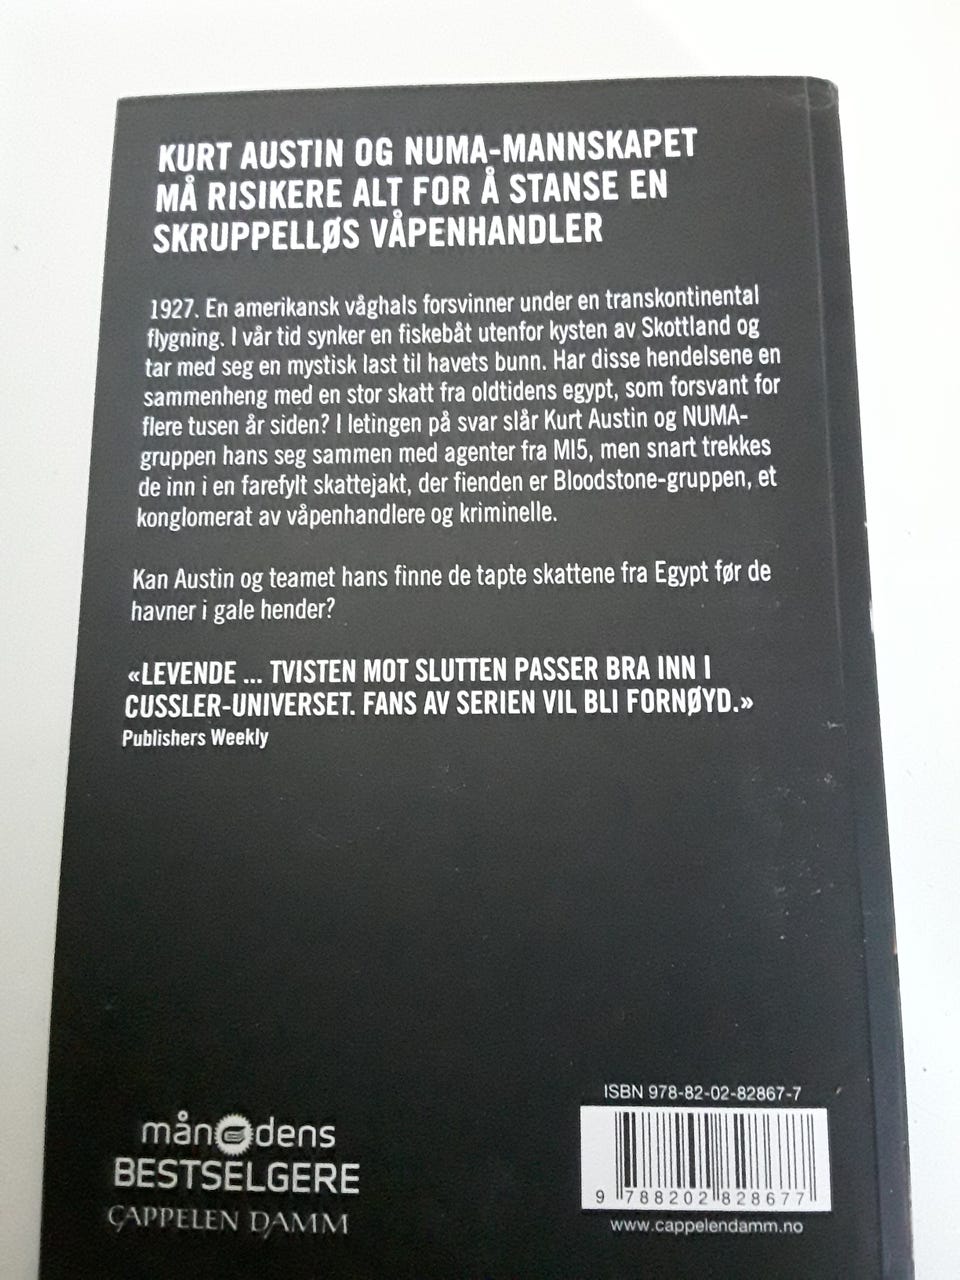 KURT AUSTIN OG NUMA-MANNSKAPET
MÅ RISIKERE ALT FOR Å STANSE EN
SKRUPPELLØS VÅPENHANDLER
1927. En amerikansk våghals forsvinner under en transkontinental
flygning. I vår tid synker en fiskebåt utenfor kysten av Skottland og
tar med seg en mystisk last til havets bunn. Har disse hendelsene en
sammenheng med en stor skatt fra oldtidens egypt, som forsvant for
flere tusen år siden? I letingen på svar slår Kurt Austin og NUMA-
gruppen hans seg sammen med agenter fra MI5, men snart trekkes
de inn i en farefylt skattejakt, der fienden er Bloodstone-gruppen, et
konglomerat av våpenhandlere og kriminelle.
Kan Austin og teamet hans finne de tapte skattene fra Egypt før de
havner i gale hender?
«LEVENDE ... TVISTEN MOT SLUTTEN PASSER BRA INN I
CUSSLER-UNIVERSET. FANS AV SERIEN VIL BLI FORNØYD.»
Publishers Weekly
månedens
BESTSELGERE
CAPPELEN DAMM
ISBN 978-82-02-82867-7
9 788202 828677
www.cappelendamm.no